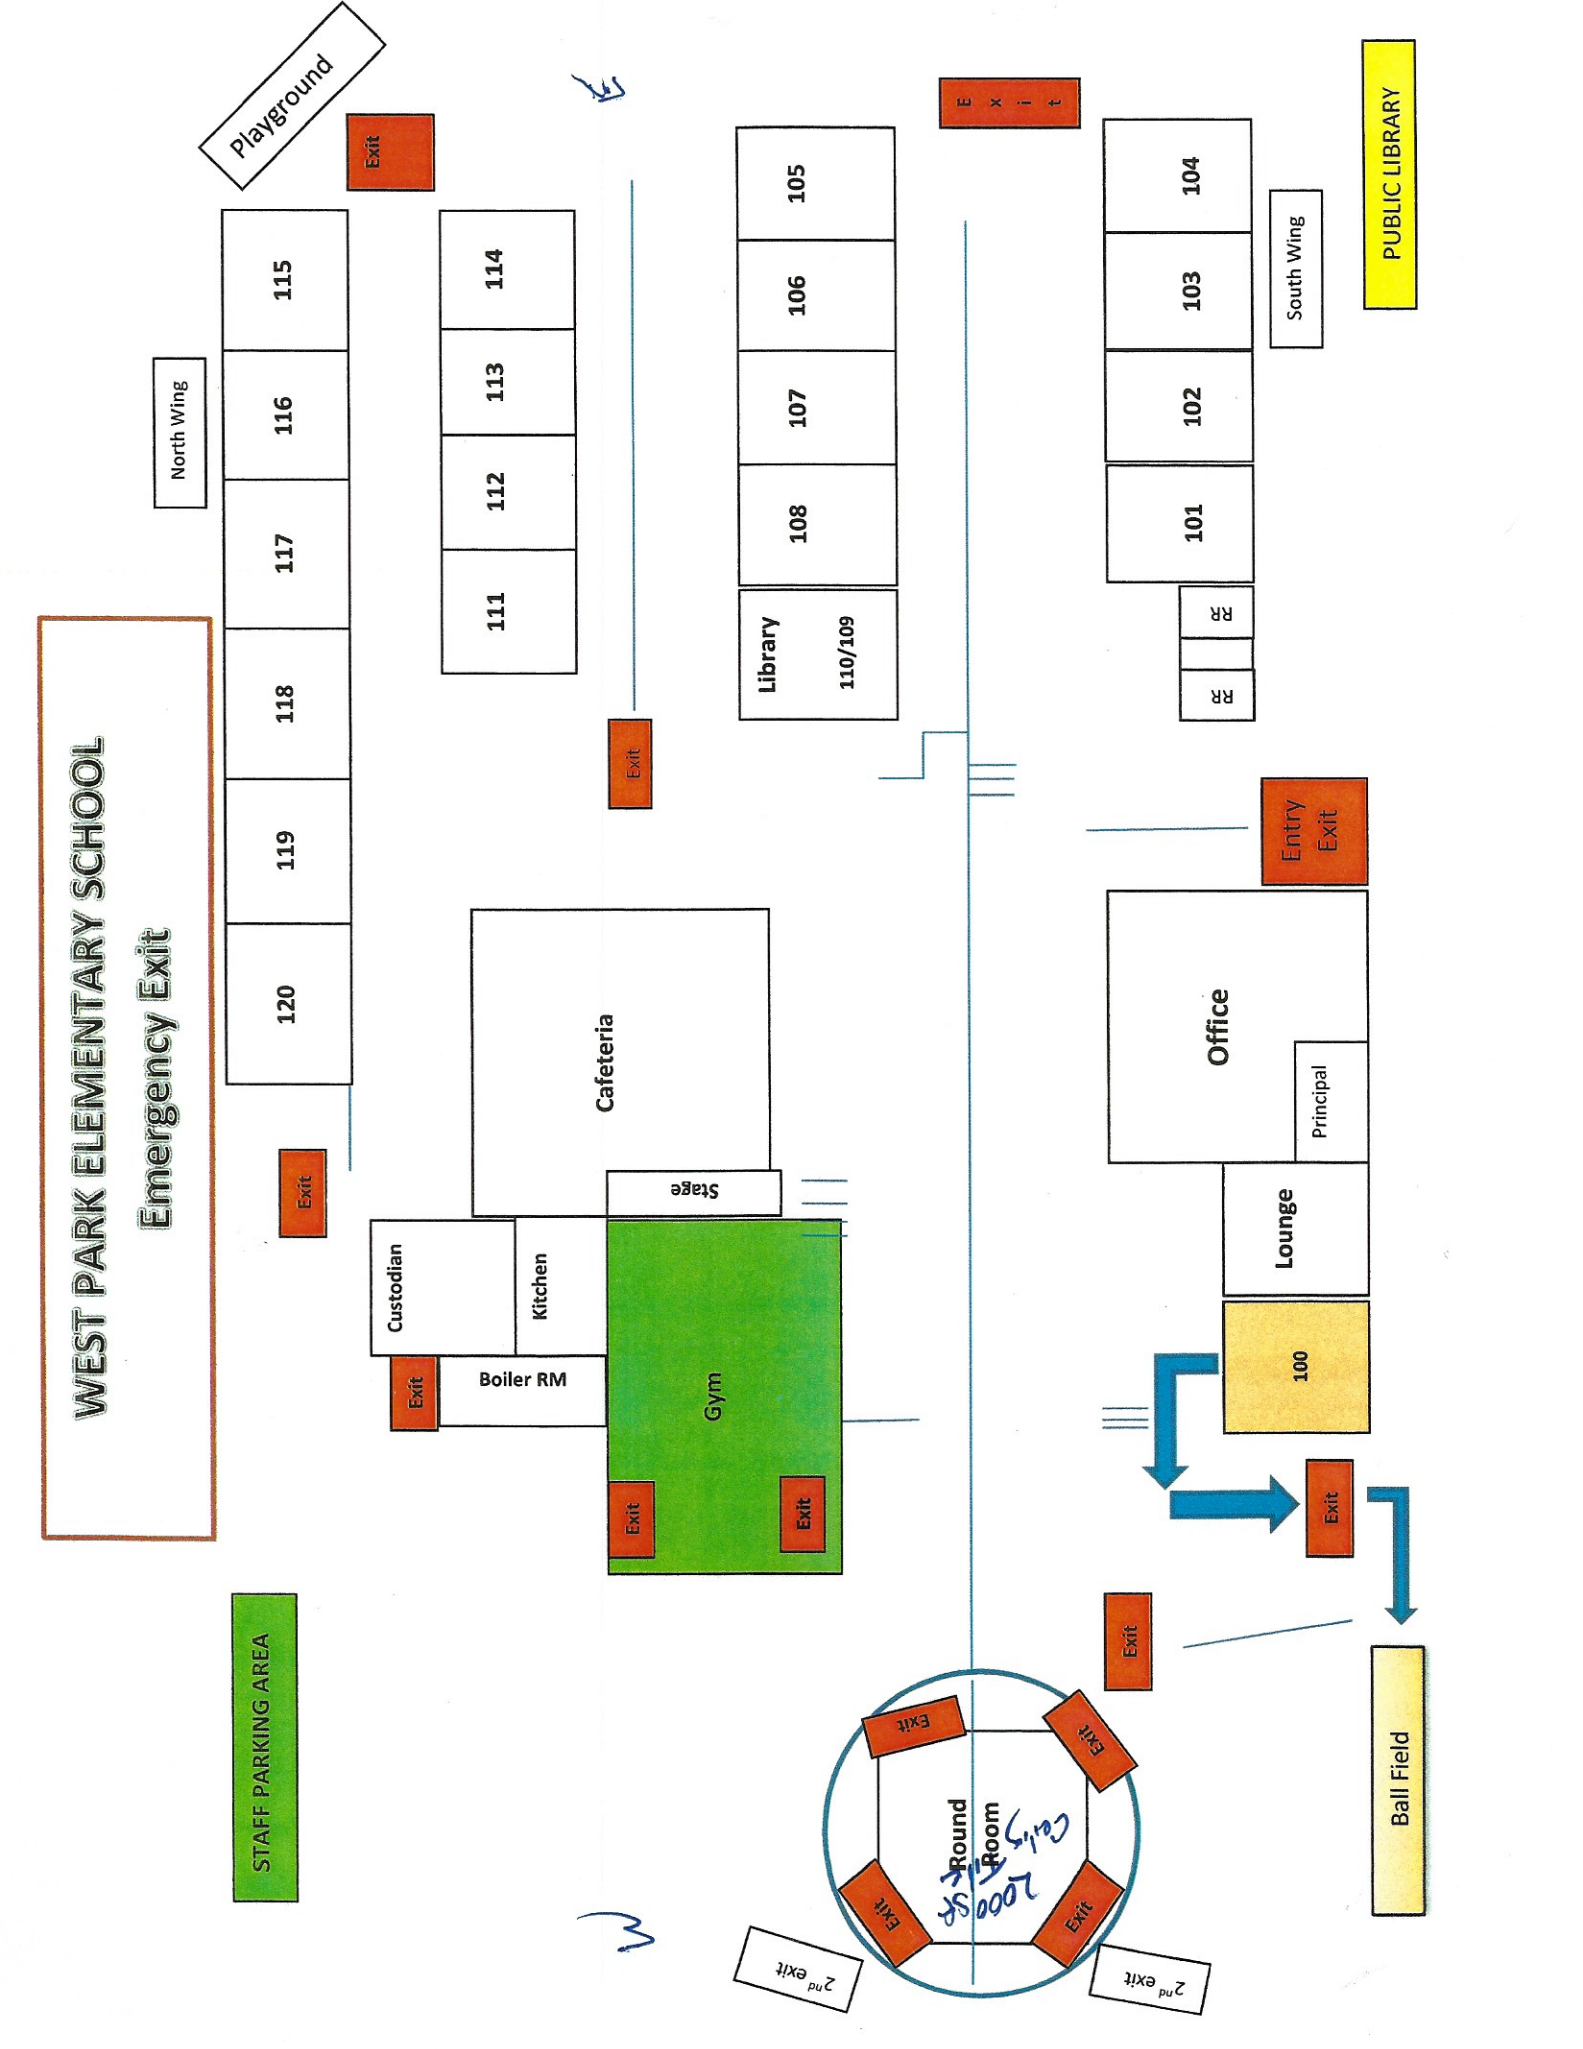 WEST PARK ELEMENTARY SCHOOL
Emergency Exit
North Wing
STAFF PARKING AREA
Exit
120
119
118
117
116
115
Playground
Exit
Custodian
Exit
Boiler RM
Kitchen
111
112
113
114
Cafeteria
Exit
Exit
W
Stage
Gym
Exit
Library
110/109
108
107
106
105
2nd exit
Exit
Exit
Round
Room
Ceiling
Tile
2000 SF
Exit
Exit
Exit
2nd exit
Exit
Office
Principal
Lounge
100
Exit
Entry
Exit
RR
RR
101
102
103
104
South Wing
Ball Field
PUBLIC LIBRARY